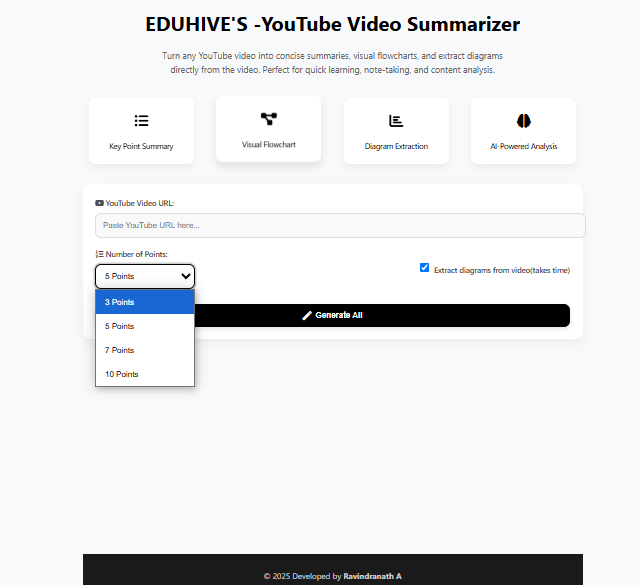 EDUHIVE'S -YouTube Video Summarizer
Turn any YouTube video into concise summaries, visual flowcharts, and extract diagrams
directly from the video. Perfect for quick learning, note-taking, and content analysis.
Key Point Summary
Visual Flowchart
Diagram Extraction
AI-Powered Analysis
YouTube Video URL:
Paste YouTube URL here...
Number of Points:
5 Points
Extract diagrams from video(takes time)
3 Points
5 Points
7 Points
10 Points
Generate All
© 2025 Developed by Ravindranath A